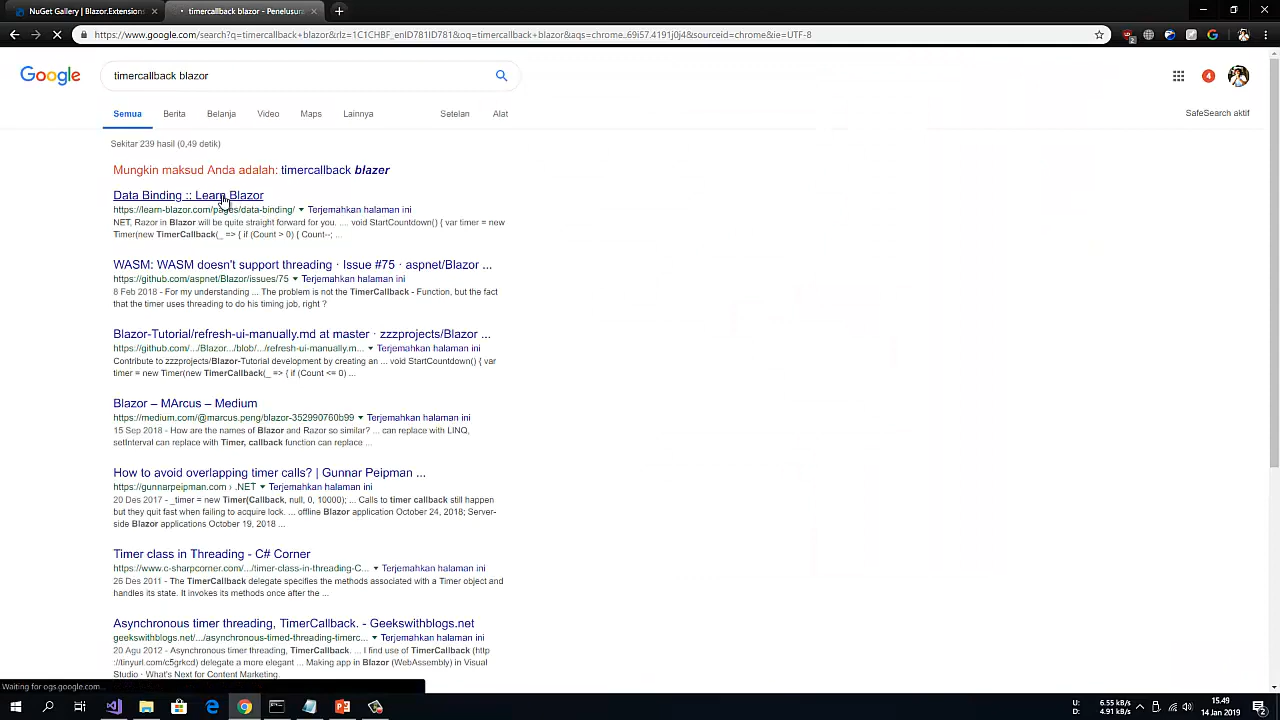 NuGet Gallery | Blazor.Extensions
timercallback blazor - Penelusura
https://www.google.com/search?q=timercallback+blazor&rlz=1C1CHBF_enID781ID781&oq=timercallback+blazor&aqs=chrome..69i57.4191j0j4&sourceid=chrome&ie=UTF-8
Google
timercallback blazor
4
Semua Berita Belanja Video Maps Lainnya Setelan Alat SafeSearch aktif
Sekitar 239 hasil (0,49 detik)
Mungkin maksud Anda adalah: timercallback blazer
Data Binding :: Learn Blazor
https://learn-blazor.com/pages/data-binding/ Terjemahkan halaman ini
NET, Razor in Blazor will be quite straight forward for you. .... void StartCountdown() { var timer = new
Timer(new TimerCallback(_ => { if (Count > 0) { Count--; ...
WASM: WASM doesn't support threading · Issue #75 · aspnet/Blazor ...
https://github.com/aspnet/Blazor/issues/75 Terjemahkan halaman ini
8 Feb 2018 - For my understanding ... The problem is not the TimerCallback - Function, but the fact
that the timer uses threading to do his timing job, right ?
Blazor-Tutorial/refresh-ui-manually.md at master · zzzprojects/Blazor ...
https://github.com/.../Blazor.../blob/.../refresh-ui-manually.m... Terjemahkan halaman ini
Contribute to zzzprojects/Blazor-Tutorial development by creating an ... void StartCountdown() { var
timer = new Timer(new TimerCallback(_ => { if (Count <= 0) ...
Blazor – MArcus – Medium
https://medium.com/@marcus.peng/blazor-352990760b99 Terjemahkan halaman ini
15 Sep 2018 - How are the names of Blazor and Razor so similar? ... can replace with LINQ,
setInterval can replace with Timer, callback function can replace ...
How to avoid overlapping timer calls? | Gunnar Peipman ...
https://gunnarpeipman.com › .NET Terjemahkan halaman ini
20 Des 2017 - _timer = new Timer(Callback, null, 0, 10000); ... Calls to timer callback still happen
but they quit fast when failing to acquire lock. ... offline Blazor application October 24, 2018; Server-
side Blazor applications October 19, 2018 ...
Timer class in Threading - C# Corner
https://www.c-sharpcorner.com/.../timer-class-in-threading-C... Terjemahkan halaman ini
26 Des 2011 - The TimerCallback delegate specifies the methods associated with a Timer object and
handles its state. It invokes its methods once after the ...
Asynchronous timer threading, TimerCallback. - Geekswithblogs.net
geekswithblogs.net/.../asynchronous-timed-threading-timerc... Terjemahkan halaman ini
20 Agu 2012 - Asynchronous timer threading, TimerCallback. ... I find use of TimerCallback (http
://tinyurl.com/c5grkcd) delegate a more elegant ... Making app in Blazor (WebAssembly) in Visual
Studio · What's Next for Content Marketing.
Waiting for ogs.google.com...
U: 6.55 kB/s
D: 4.91 kB/s
15.49
14 Jan 2019
2